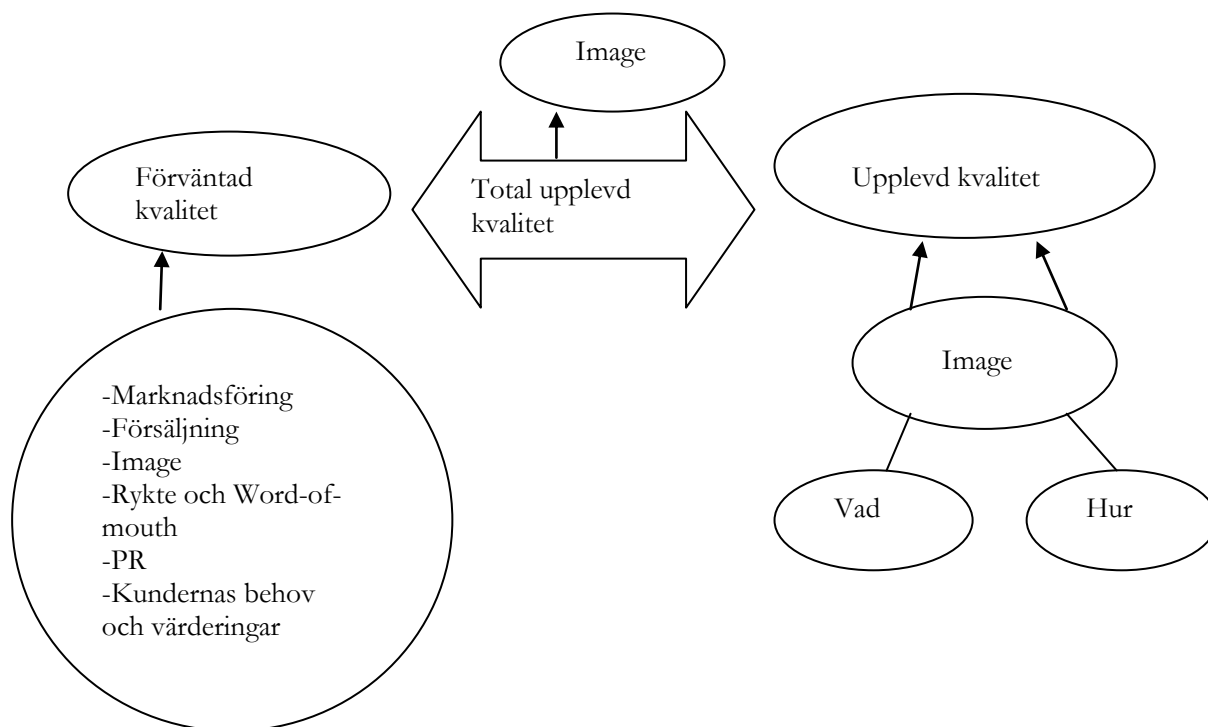 Image
Förväntad
kvalitet
Total upplevd
kvalitet
Upplevd kvalitet
-Marknadsföring
-Försäljning
-Image
-Rykte och Word-of-
mouth
-PR
-Kundernas behov
och värderingar
Image
Vad
Hur